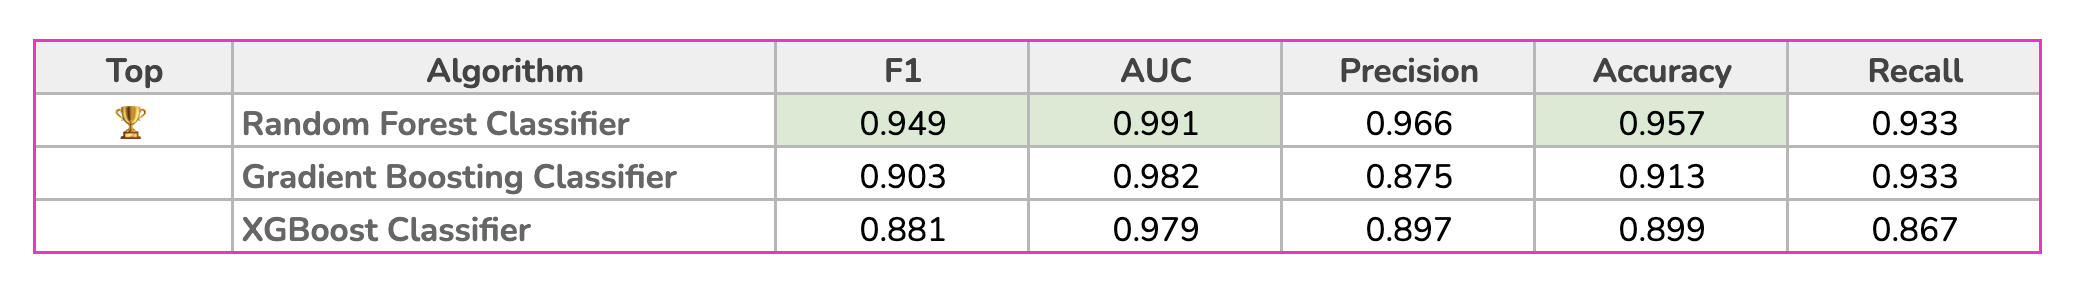 Top Algorithm F1 AUC Precision Accuracy Recall
Random Forest Classifier 0.949 0.991 0.966 0.957 0.933
Gradient Boosting Classifier 0.903 0.982 0.875 0.913 0.933
XGBoost Classifier 0.881 0.979 0.897 0.899 0.867